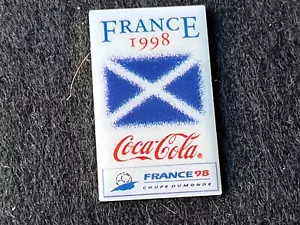 FRANCE
1998
Coca-Cola®
FRANCE 98
COUPE DU MONDE